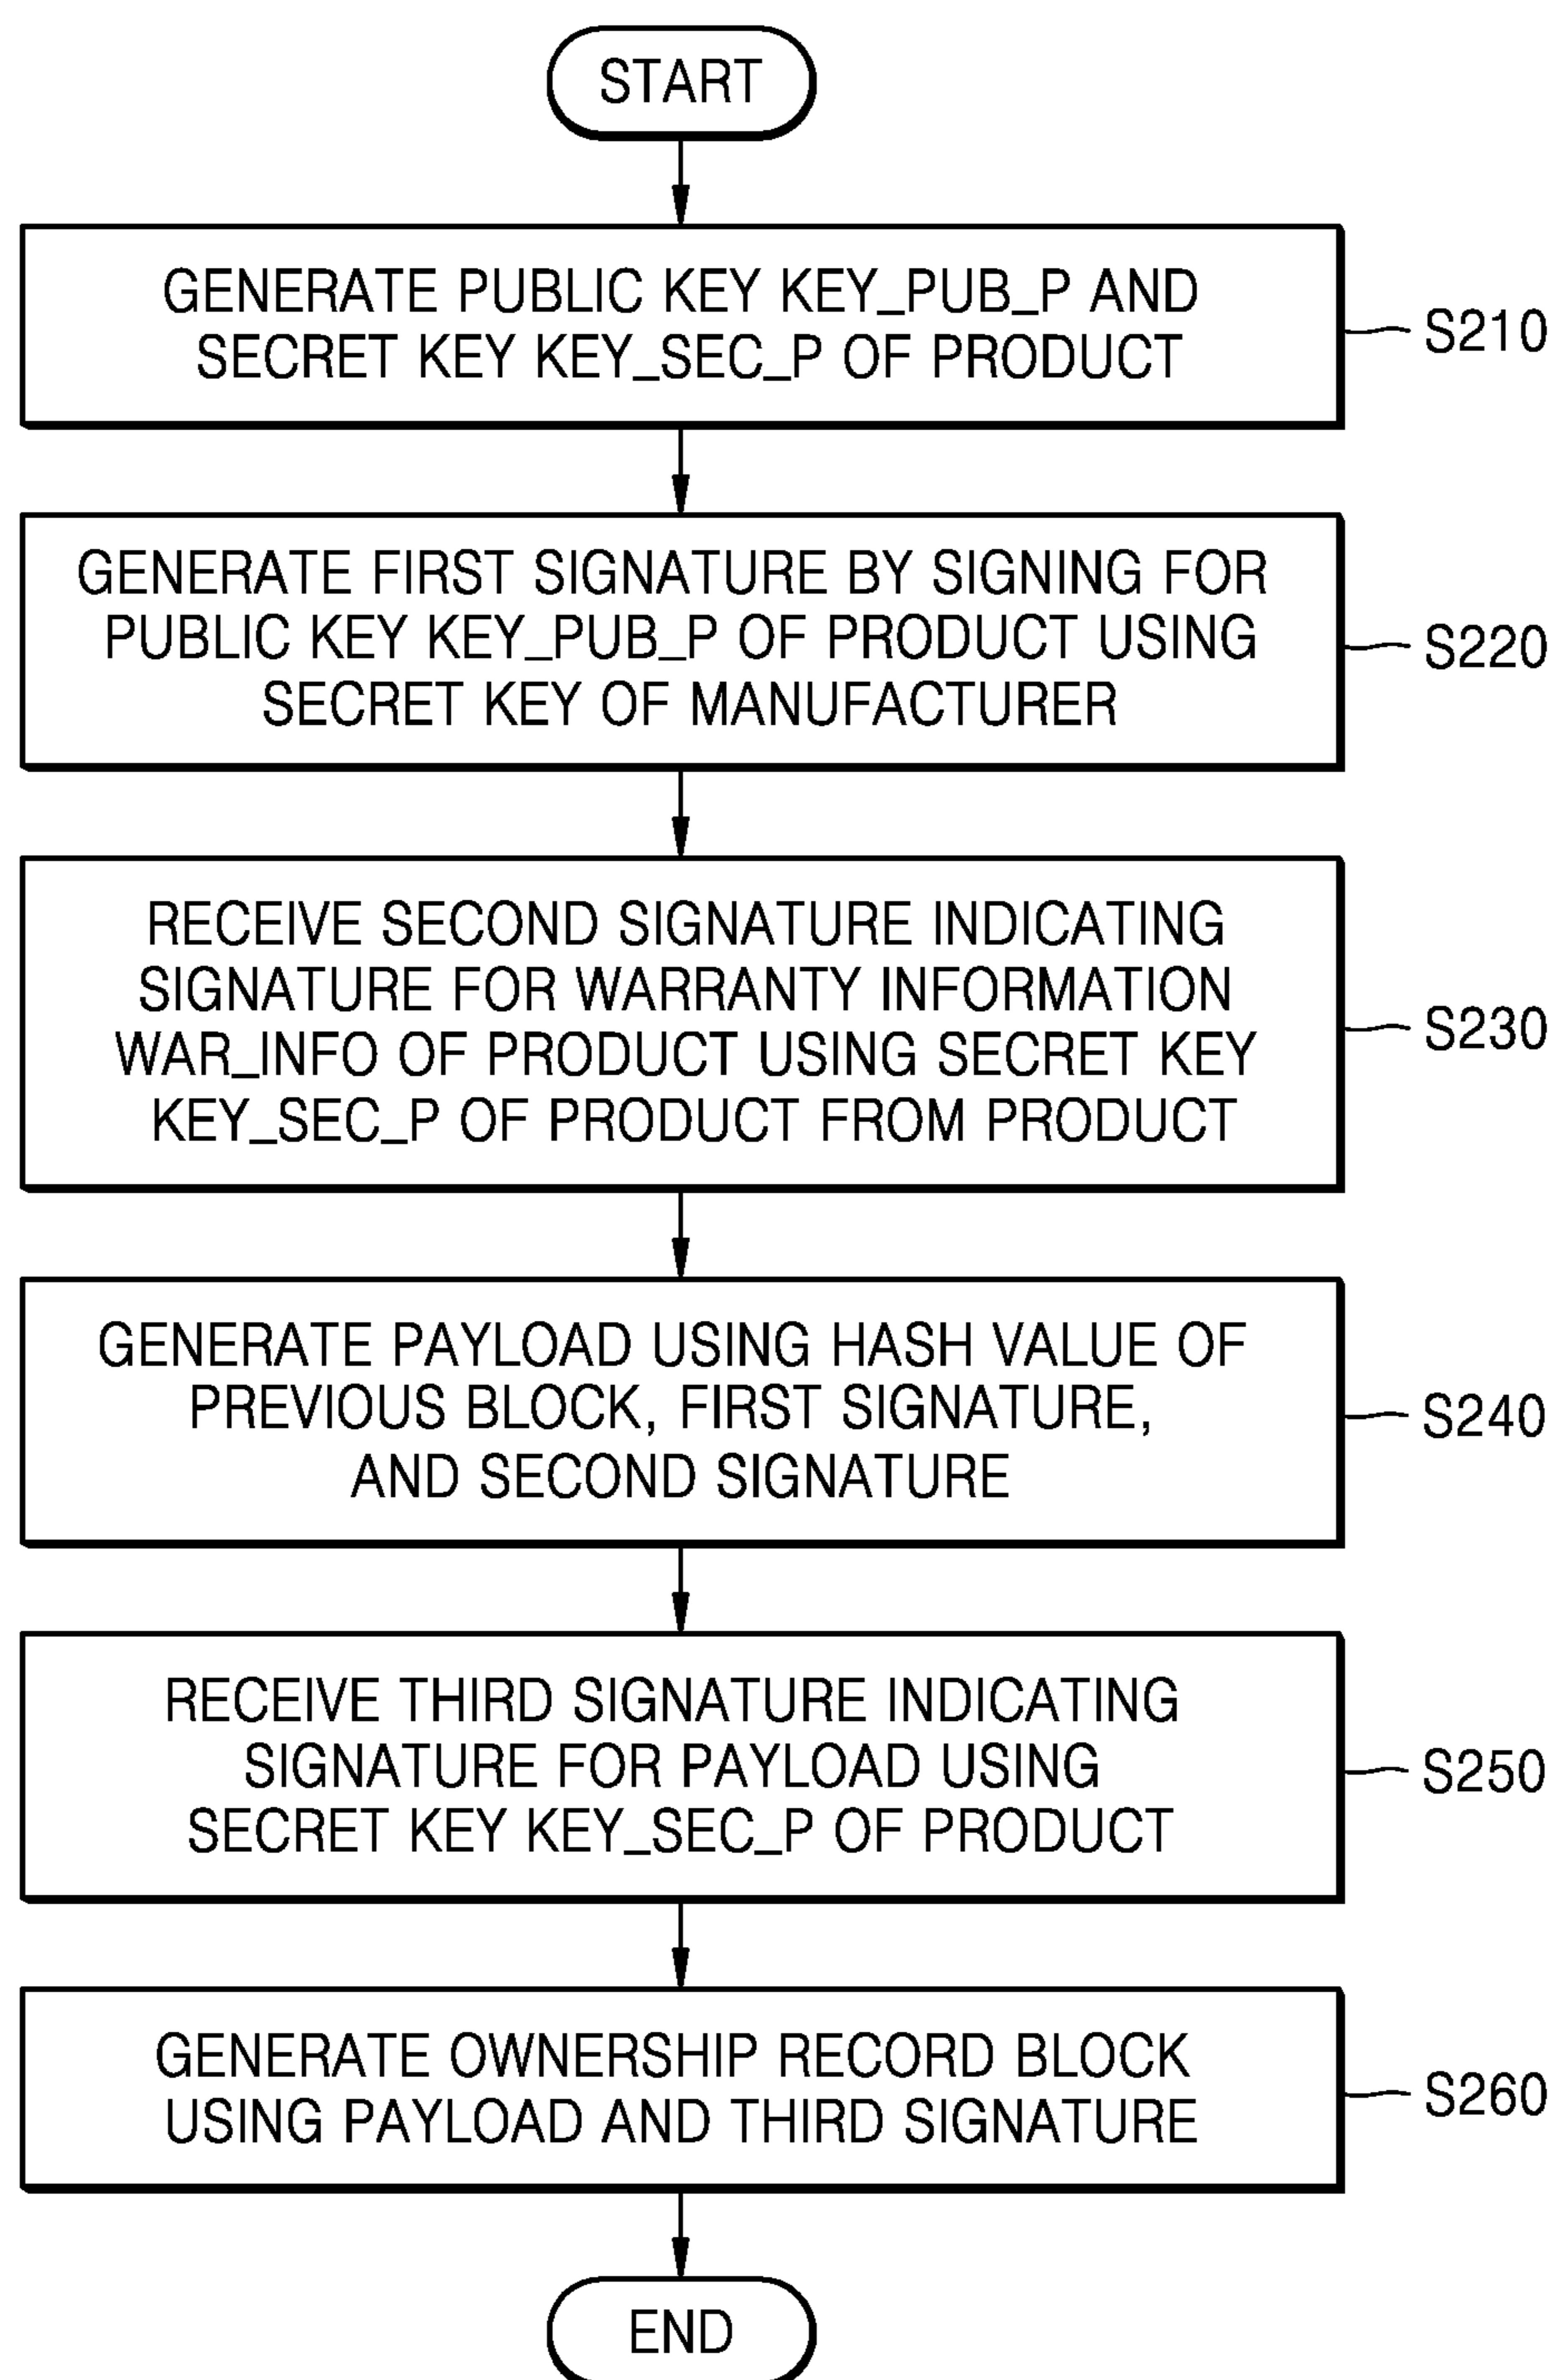 START
GENERATE PUBLIC KEY KEY_PUB_P AND
SECRET KEY KEY_SEC_P OF PRODUCT
S210
GENERATE FIRST SIGNATURE BY SIGNING FOR
PUBLIC KEY KEY_PUB_P OF PRODUCT USING
SECRET KEY OF MANUFACTURER
S220
RECEIVE SECOND SIGNATURE INDICATING
SIGNATURE FOR WARRANTY INFORMATION
WAR_INFO OF PRODUCT USING SECRET KEY
KEY_SEC_P OF PRODUCT FROM PRODUCT
S230
GENERATE PAYLOAD USING HASH VALUE OF
PREVIOUS BLOCK, FIRST SIGNATURE,
AND SECOND SIGNATURE
S240
RECEIVE THIRD SIGNATURE INDICATING
SIGNATURE FOR PAYLOAD USING
SECRET KEY KEY_SEC_P OF PRODUCT
S250
GENERATE OWNERSHIP RECORD BLOCK
USING PAYLOAD AND THIRD SIGNATURE
S260
END